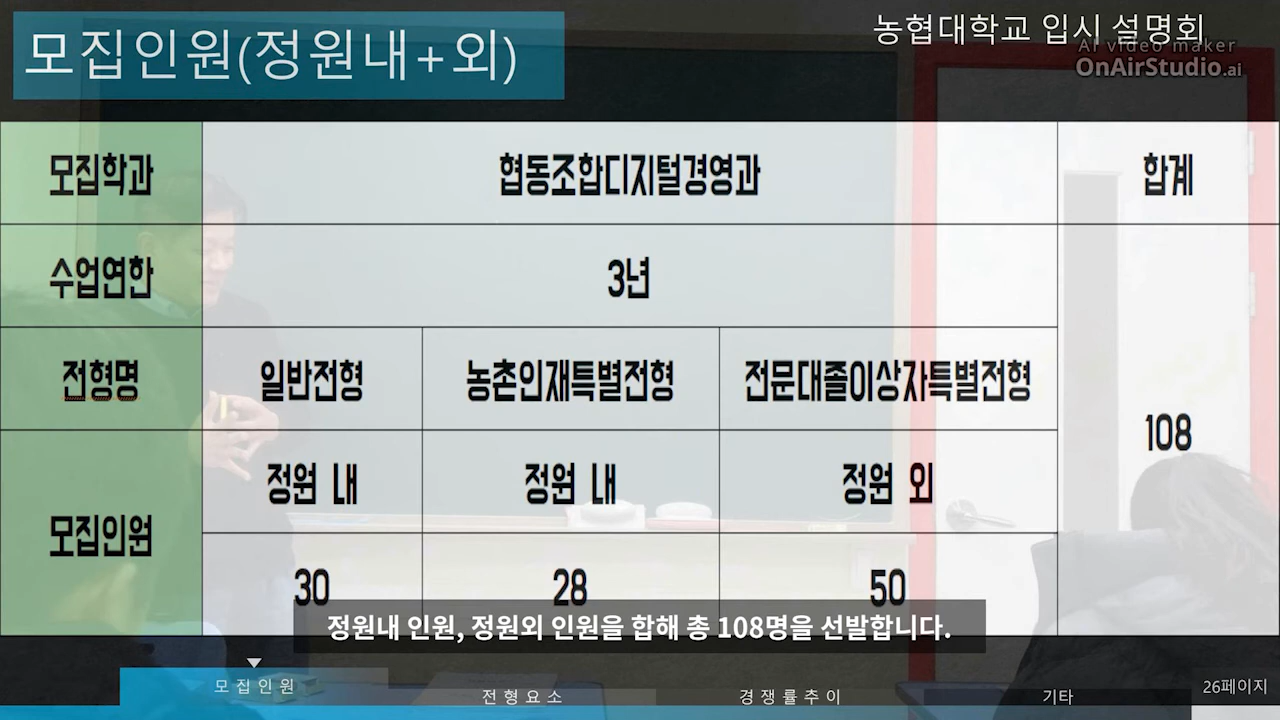 모집인원(정원내+외)
농협대학교 입시 설명회
AI video maker
OnAirStudio.ai
모집학과 협동조합디지털경영과 합계
수업연한 3년
전형명 일반전형 농촌인재특별전형 전문대졸이상자특별전형
108
정원 내 정원 내 정원 외
모집인원
30 28 50
정원내 인원, 정원외 인원을 합해 총 108명을 선발합니다.
모집인원 전형요소 경쟁률추이 기타 26페이지